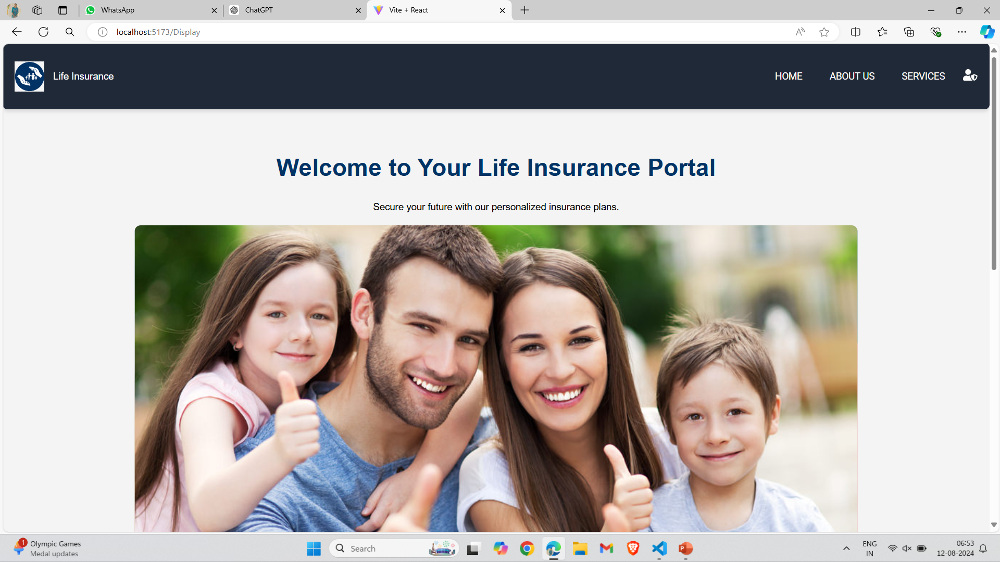 WhatsApp
ChatGPT
Vite + React
localhost:5173/Display
Life Insurance
HOME
ABOUT US
SERVICES
Welcome to Your Life Insurance Portal
Secure your future with our personalized insurance plans.
1
Olympic Games
Medal updates
Search
ENG
IN
06:53
12-08-2024